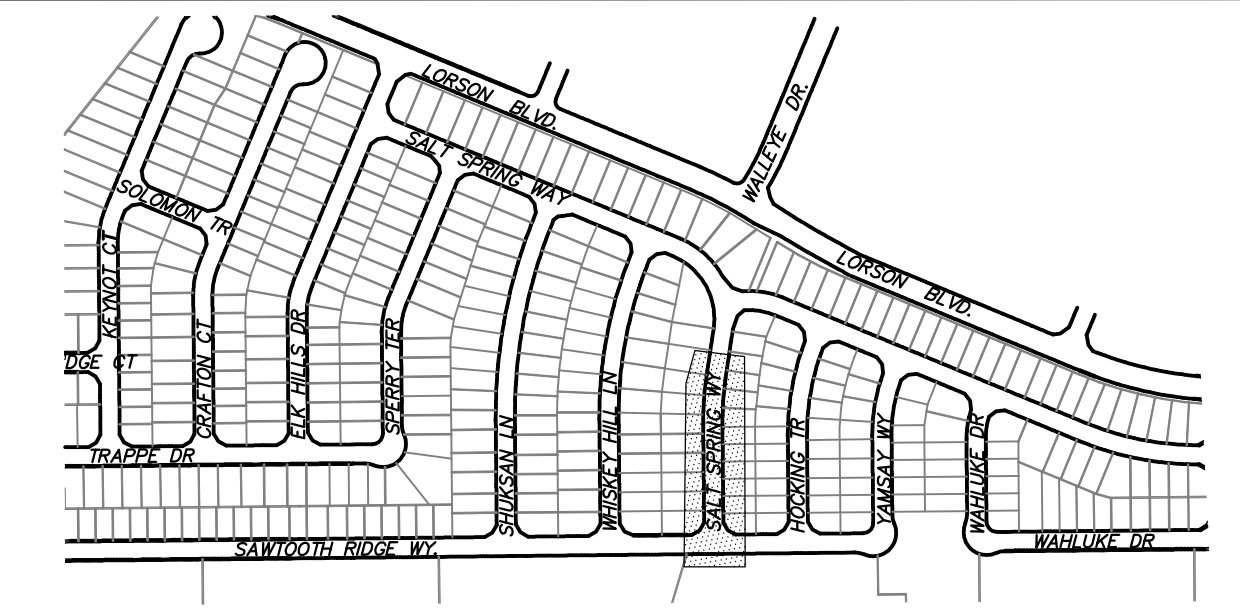 LORSON BLVD.
WALLEYE DR.
SALT SPRING WAY
SOLOMON TR
LORSON BLVD.
KEYNOT CT
DGE CT
CRAFTON CT
ELK HILLS DR
SPERRY TER
SHUKSAN LN
WHISKEY HILL LN
SALT SPRING WY
HOCKING TR
YAMSAY WY
WAHLUKE DR
TRAPPE DR
SAWTOOTH RIDGE WY.
WAHLUKE DR